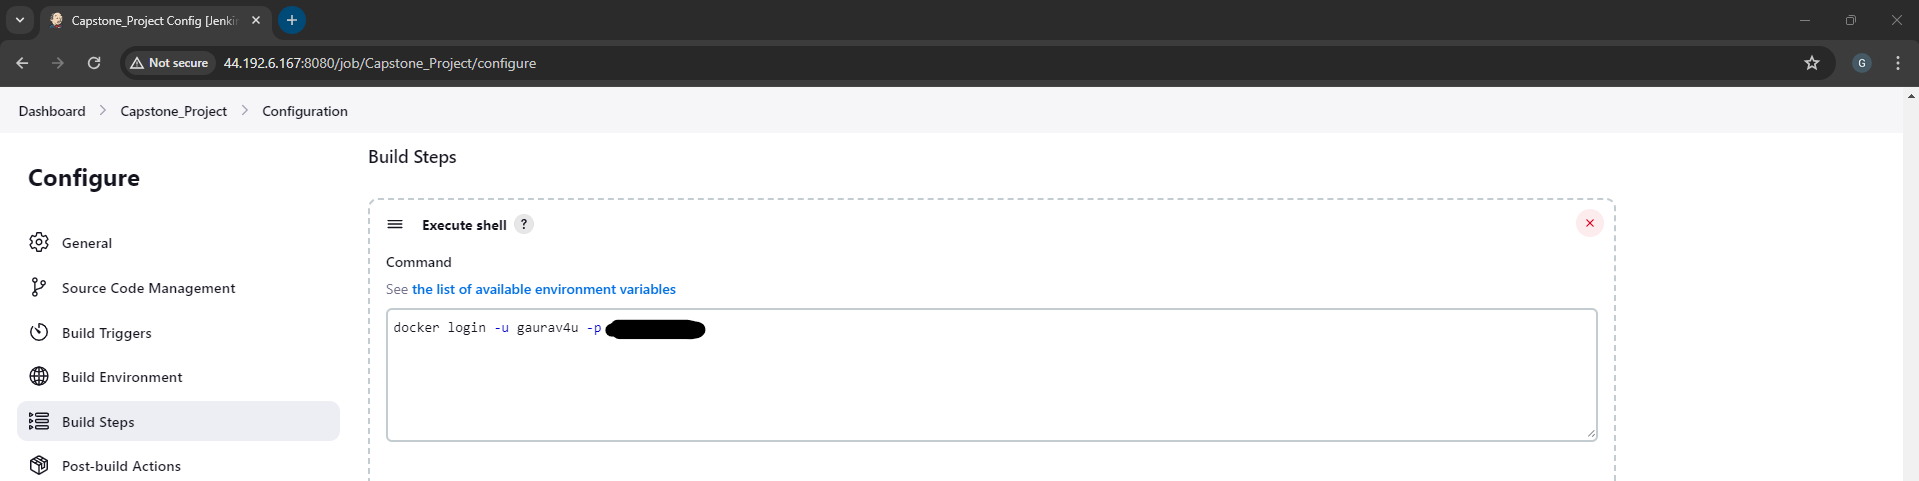 Capstone_Project Config [Jenki
Not secure 44.192.6.167:8080/job/Capstone_Project/configure
G
Dashboard > Capstone_Project > Configuration
Configure
General
Source Code Management
Build Triggers
Build Environment
Build Steps
Post-build Actions
Build Steps
Execute shell ?
Command
See the list of available environment variables
docker login -u gaurav4u -p